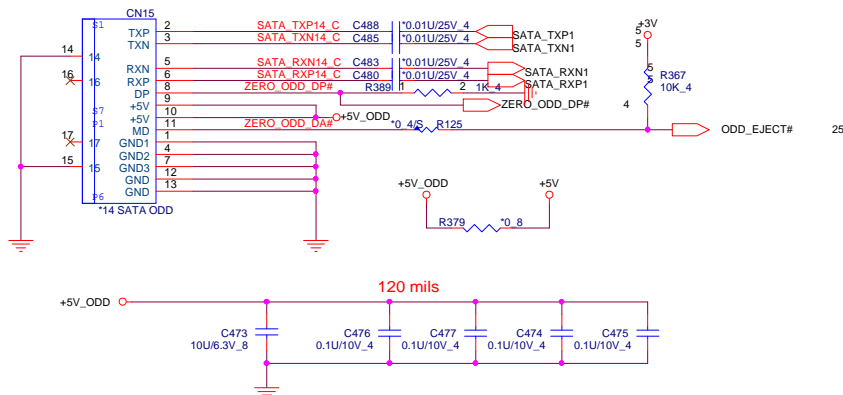 CN15
S1
14
14
16
16
S7
P1
17
17
15
15
P6
*14 SATA ODD
TXP 2 SATA_TXP14_C C488 *0.01U/25V_4 SATA_TXP1
TXN 3 SATA_TXN14_C C485 *0.01U/25V_4 SATA_TXN1
RXN 5 SATA_RXN14_C C483 *0.01U/25V_4 SATA_RXN1
RXP 6 SATA_RXP14_C C480 *0.01U/25V_4 SATA_RXP1
DP 8 ZERO_ODD_DP# R389 1 2 1K_4
ZERO_ODD_DP#
+5V 9
+5V 10 +5V_ODD
MD 11 ZERO_ODD_DA# *0_4/S R125
GND1 1
GND2 4
GND3 7
GND 12
GND 13
+3V
5
5
5
5
R367
10K_4
4
ODD_EJECT# 25
+5V_ODD +5V
R379 *0_8
120 mils
+5V_ODD
C473
10U/6.3V_8
C476
0.1U/10V_4
C477
0.1U/10V_4
C474
0.1U/10V_4
C475
0.1U/10V_4